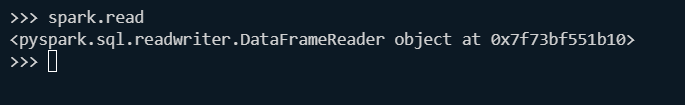 >>> spark.read
<pyspark.sql.readwriter.DataFrameReader object at 0x7f73bf551b10>
>>>